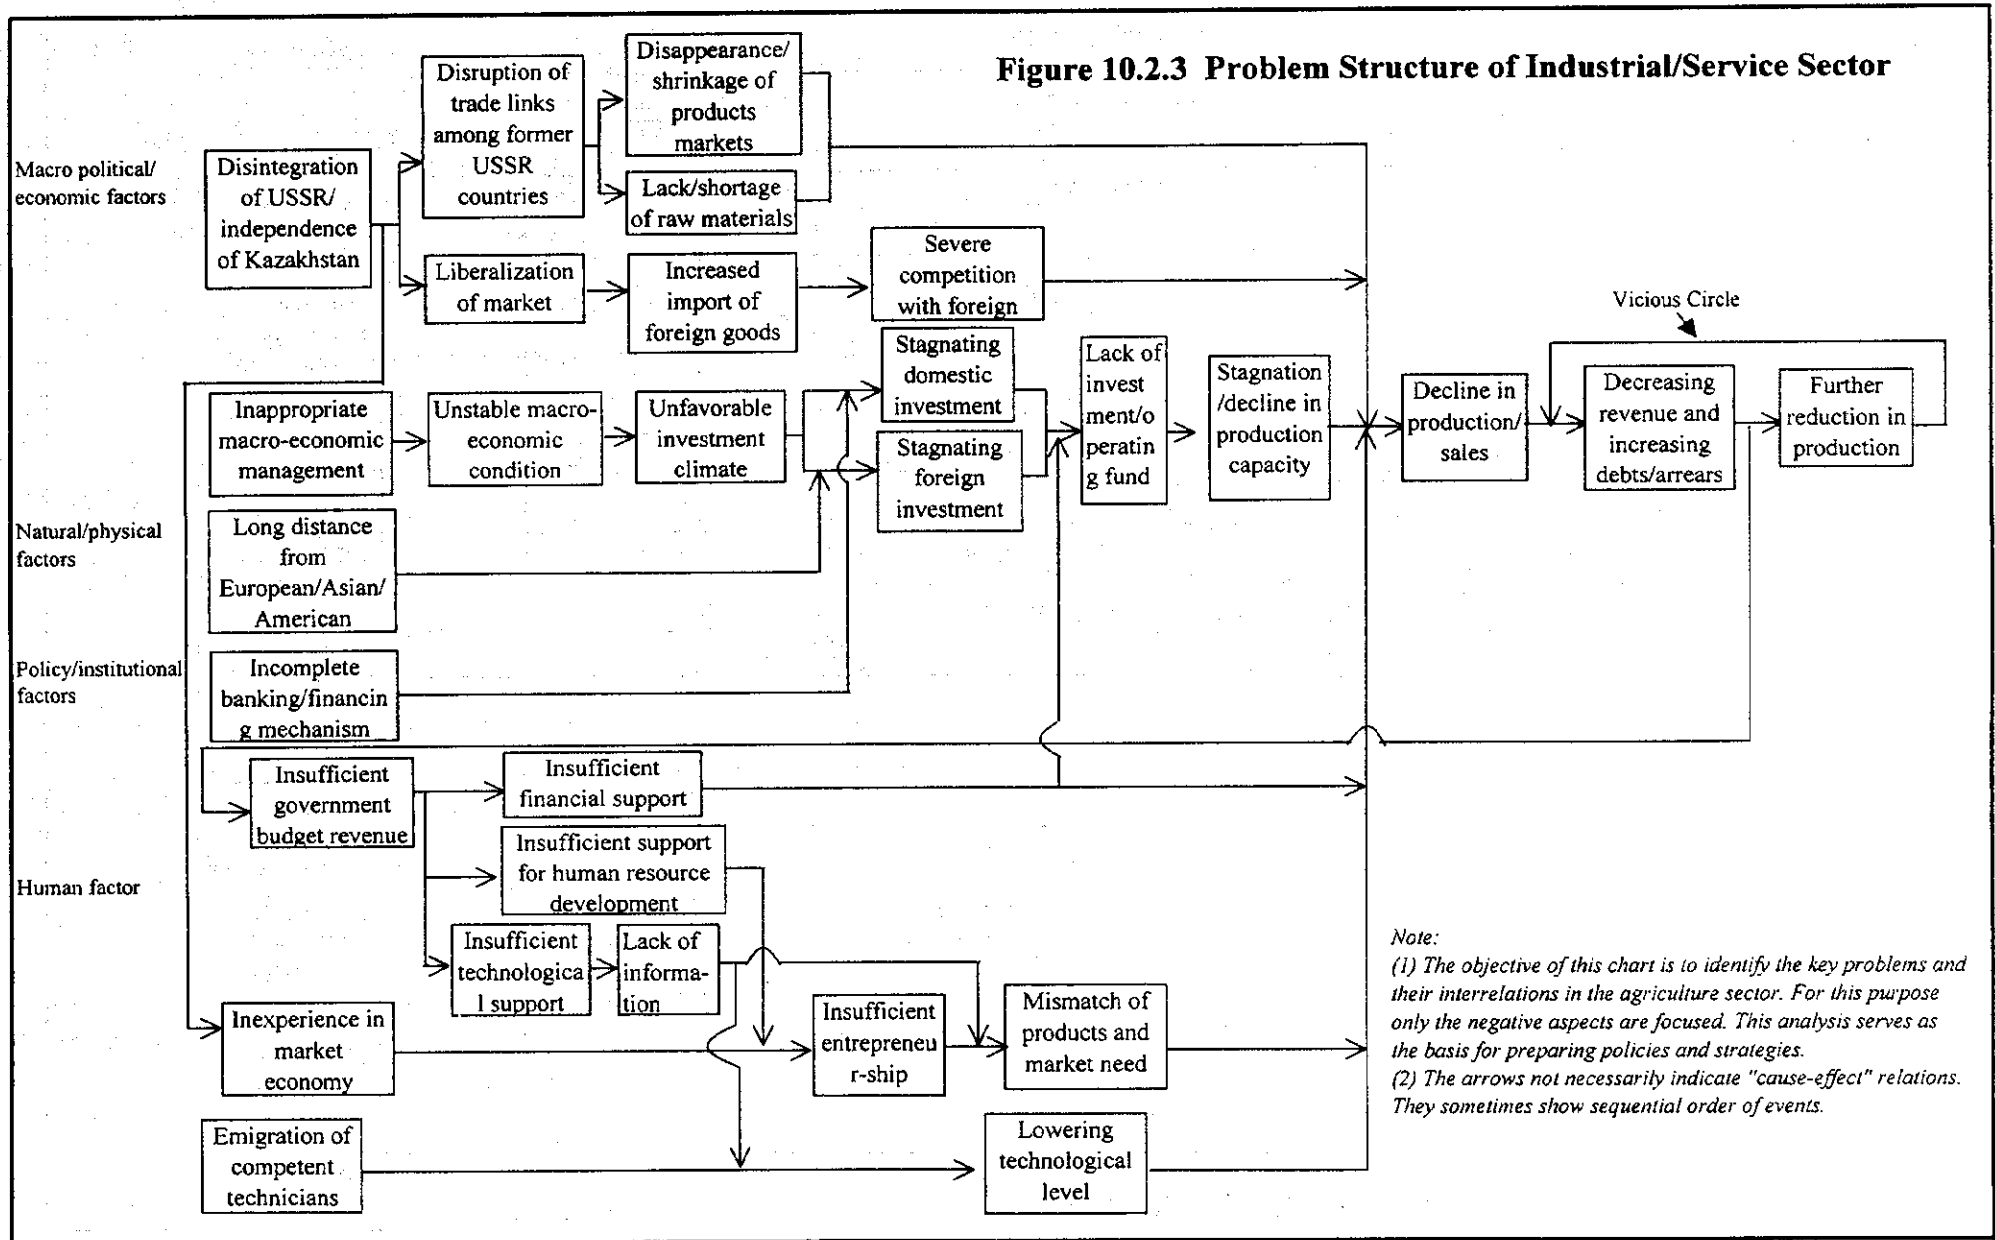 Figure 10.2.3 Problem Structure of Industrial/Service Sector
Macro political/
economic factors
Disintegration
of USSR/
independence
of Kazakhstan
Disruption of
trade links
among former
USSR
countries
Disappearance/
shrinkage of
products
markets
Lack/shortage
of raw materials
Liberalization
of market
Increased
import of
foreign goods
Severe
competition
with foreign
Inappropriate
macro-economic
management
Unstable macro-
economic
condition
Unfavorable
investment
climate
Stagnating
domestic
investment
Stagnating
foreign
investment
Lack of
invest
ment/o
peratin
g fund
Stagnation
/decline in
production
capacity
Decline in
production/
sales
Vicious Circle
Decreasing
revenue and
increasing
debts/arrears
Further
reduction in
production
Natural/physical
factors
Long distance
from
European/Asian/
American
Policy/institutional
factors
Incomplete
banking/financin
g mechanism
Insufficient
government
budget revenue
Insufficient
financial support
Insufficient support
for human resource
development
Human factor
Insufficient
technologica
l support
Lack of
informa-
tion
Inexperience in
market
economy
Insufficient
entrepreneu
r-ship
Mismatch of
products and
market need
Emigration of
competent
technicians
Lowering
technological
level
Note:
(1) The objective of this chart is to identify the key problems and
their interrelations in the agriculture sector. For this purpose
only the negative aspects are focused. This analysis serves as
the basis for preparing policies and strategies.
(2) The arrows not necessarily indicate "cause-effect" relations.
They sometimes show sequential order of events.